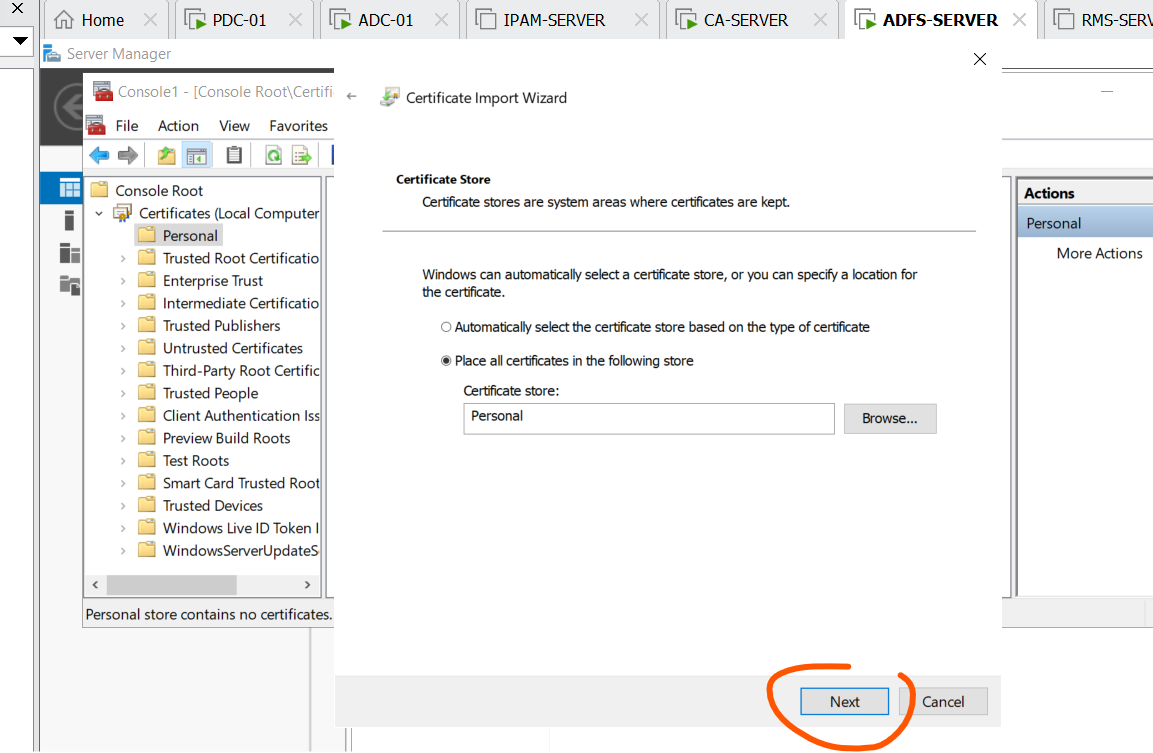 Home
PDC-01
ADC-01
IPAM-SERVER
CA-SERVER
ADFS-SERVER
RMS-SERV
Server Manager
Console1 - [Console Root\Certifi
File Action View Favorites
Console Root
Certificates (Local Computer
Personal
Trusted Root Certificatio
Enterprise Trust
Intermediate Certificatio
Trusted Publishers
Untrusted Certificates
Third-Party Root Certific
Trusted People
Client Authentication Iss
Preview Build Roots
Test Roots
Smart Card Trusted Root
Trusted Devices
Windows Live ID Token I
WindowsServerUpdateS
Personal store contains no certificates.
Certificate Import Wizard
Certificate Store
Certificate stores are system areas where certificates are kept.
Windows can automatically select a certificate store, or you can specify a location for
the certificate.
Automatically select the certificate store based on the type of certificate
Place all certificates in the following store
Certificate store:
Personal
Browse...
Next
Cancel
Actions
Personal
More Actions